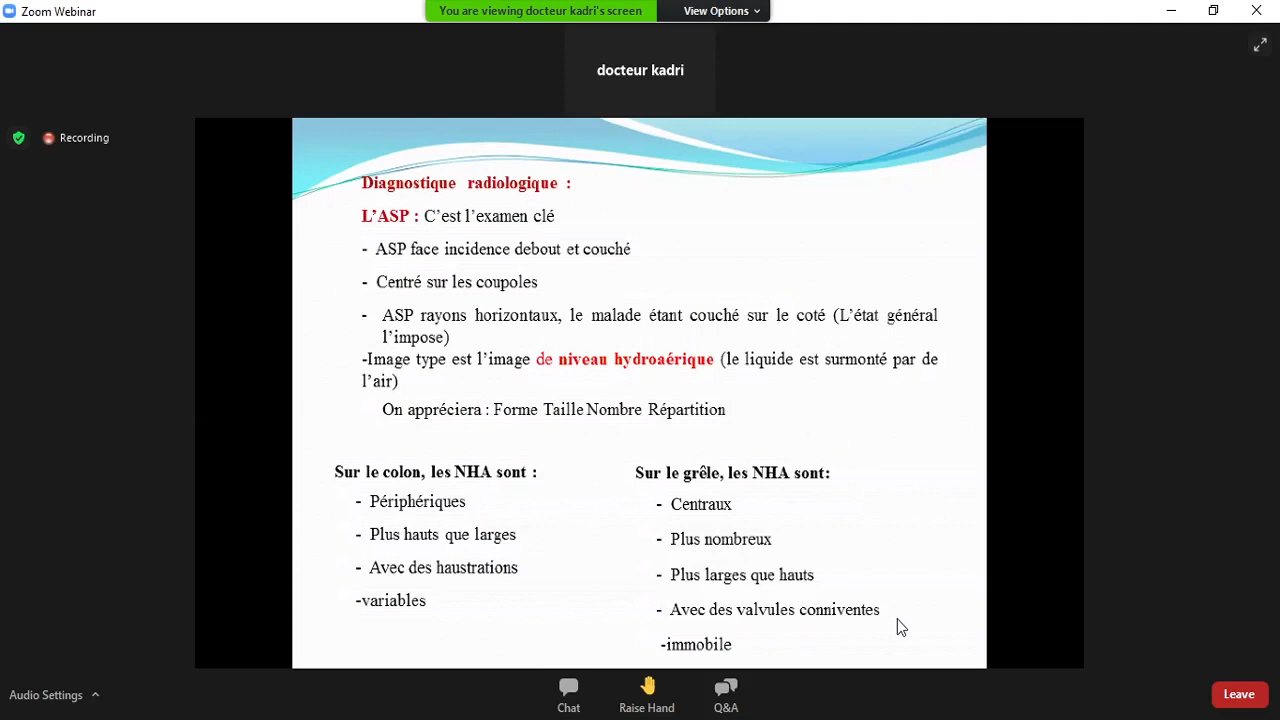 Zoom Webinar
You are viewing docteur kadri's screen
View Options
docteur kadri
Recording
Diagnostique radiologique :
L'ASP : C'est l'examen clé
- ASP face incidence debout et couché
- Centré sur les coupoles
- ASP rayons horizontaux, le malade étant couché sur le coté (L'état général
l'impose)
-Image type est l'image de niveau hydroaérique (le liquide est surmonté par de
l'air)
On appréciera : Forme Taille Nombre Répartition
Sur le colon, les NHA sont :
- Périphériques
- Plus hauts que larges
- Avec des haustrations
-variables
Sur le grêle, les NHA sont:
- Centraux
- Plus nombreux
- Plus larges que hauts
- Avec des valvules conniventes
-immobile
Audio Settings
Chat
Raise Hand
Q&A
Leave